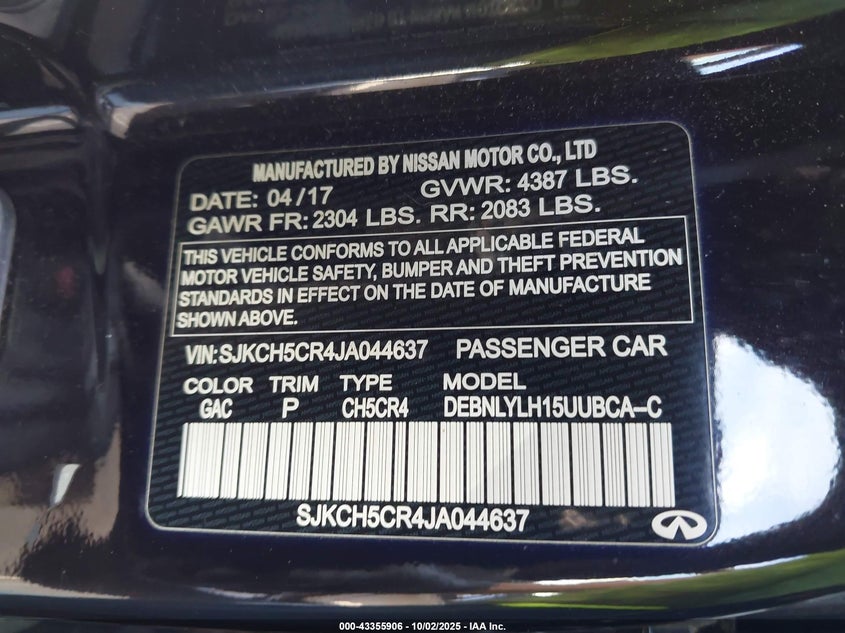 MANUFACTURED BY NISSAN MOTOR CO., LTD
DATE: 04/17 GVWR: 4387 LBS.
GAWR FR: 2304 LBS. RR: 2083 LBS.
THIS VEHICLE CONFORMS TO ALL APPLICABLE FEDERAL
MOTOR VEHICLE SAFETY, BUMPER AND THEFT PREVENTION
STANDARDS IN EFFECT ON THE DATE OF MANUFACTURE
SHOWN ABOVE.
VIN: SJKCH5CR4JA044637 PASSENGER CAR
COLOR TRIM TYPE MODEL
GAC P CH5CR4 DEBNLYLH15UUBCA-C
SJKCH5CR4JA044637
000-43355906 - 10/02/2025 - IAA Inc.